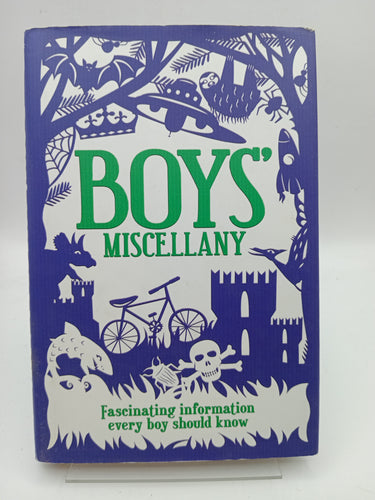 BOYS'
MISCELLANY
Fascinating information
every boy should know